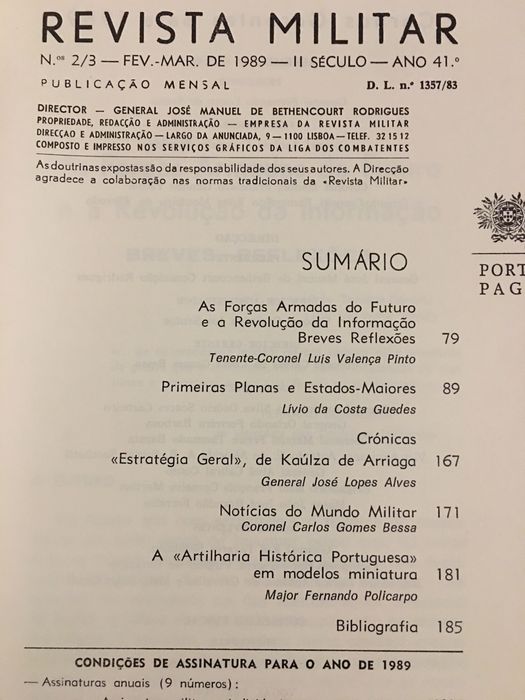 REVISTA MILITAR
N.os 2/3 — FEV.-MAR. DE 1989 — II SÉCULO — ANO 41.º
PUBLICAÇÃO MENSAL D. L. n.º 1357/83
DIRECTOR — GENERAL JOSÉ MANUEL DE BETHENCOURT RODRIGUES
PROPRIEDADE, REDACÇÃO E ADMINISTRAÇÃO — EMPRESA DA REVISTA MILITAR
DIRECÇAO E ADMINISTRAÇÃO — LARGO DA ANUNCIADA, 9 — 1100 LISBOA — TELEF. 32 15 12
COMPOSTO E IMPRESSO NOS SERVIÇOS GRÁFICOS DA LIGA DOS COMBATENTES
As doutrinas expostas são da responsabilidade dos seus autores. A Direcção
agradece a colaboração nas normas tradicionais da «Revista Militar»
PORT
PAG
SUMÁRIO
As Forças Armadas do Futuro
e a Revolução da Informação
Breves Reflexões 79
Tenente-Coronel Luís Valença Pinto
Primeiras Planas e Estados-Maiores 89
Lívio da Costa Guedes
Crónicas
«Estratégia Geral», de Kaúlza de Arriaga 167
General José Lopes Alves
Notícias do Mundo Militar 171
Coronel Carlos Gomes Bessa
A «Artilharia Histórica Portuguesa»
em modelos miniatura 181
Major Fernando Policarpo
Bibliografia 185
CONDIÇÕES DE ASSINATURA PARA O ANO DE 1989
— Assinaturas anuais (9 números) :